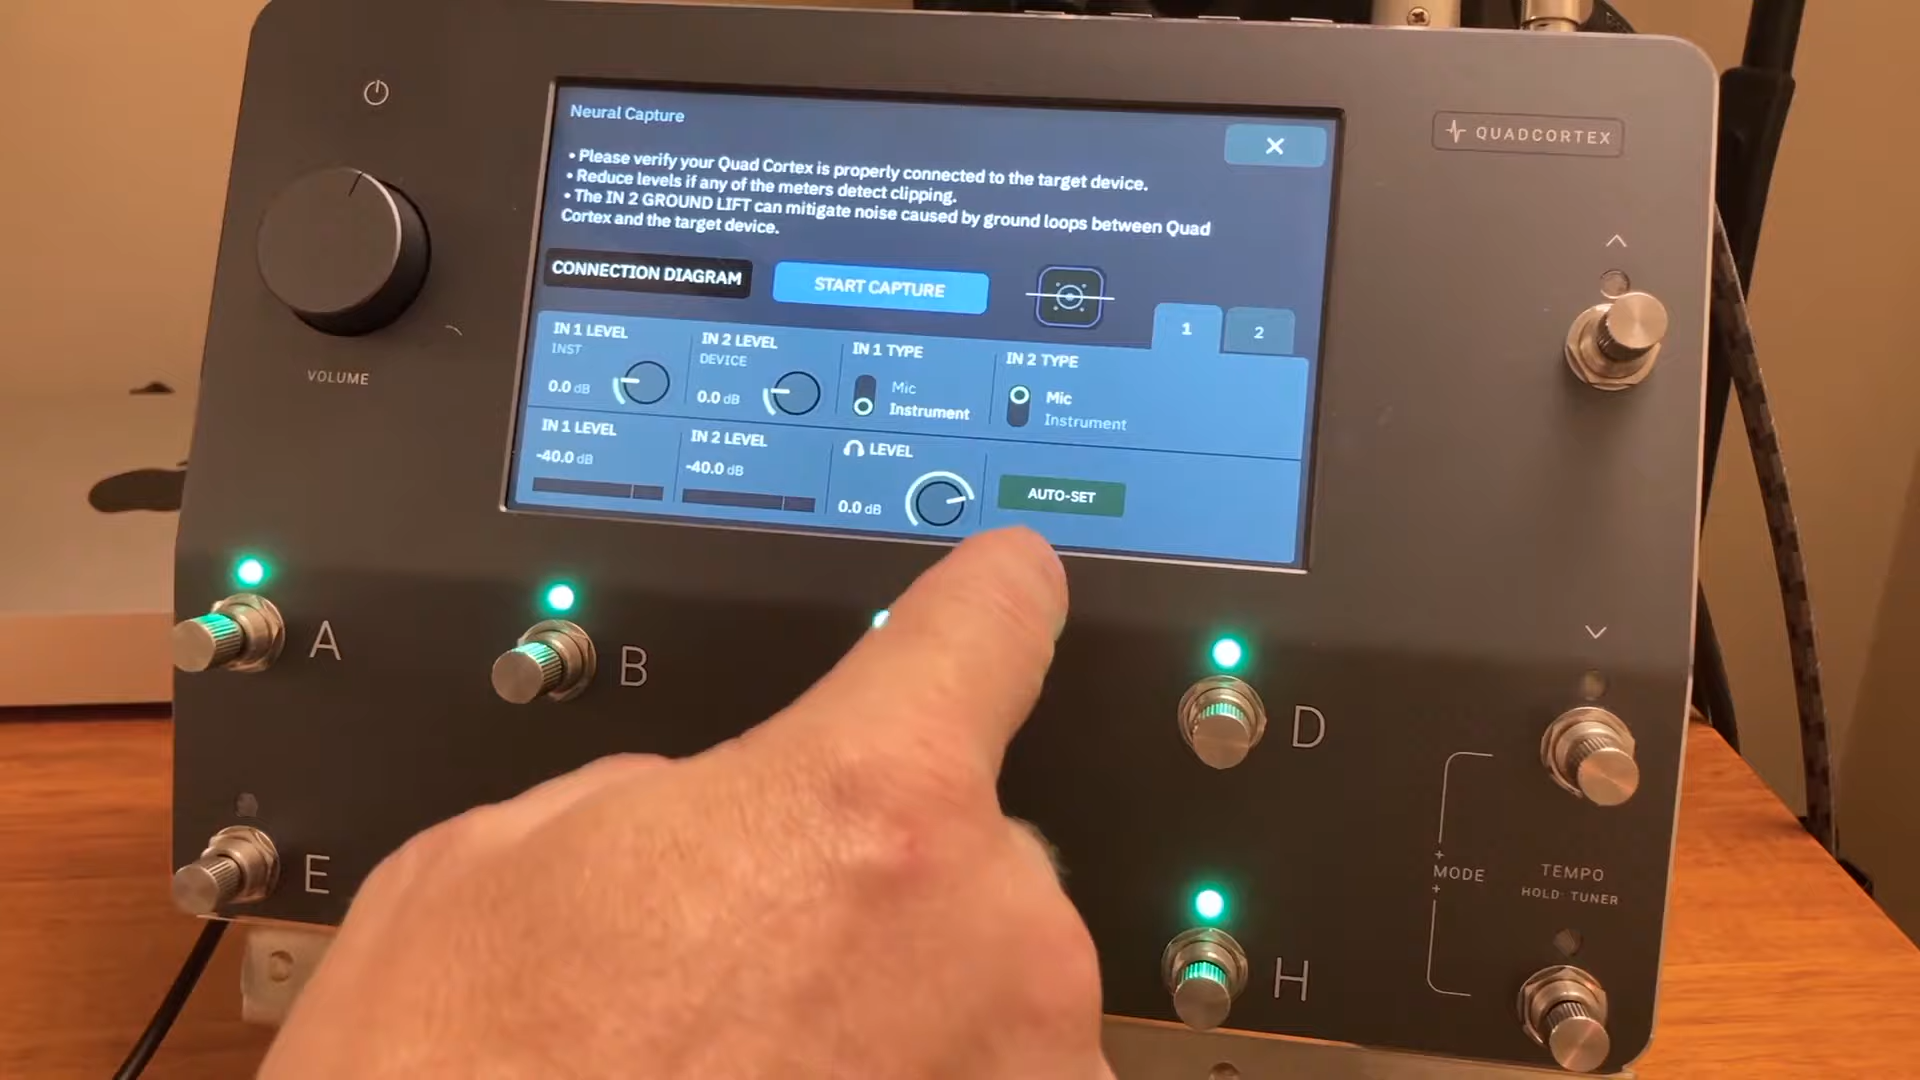 Neural Capture
QUADCORTEX
• Please verify your Quad Cortex is properly connected to the target device.
• Reduce levels if any of the meters detect clipping.
• The IN 2 GROUND LIFT can mitigate noise caused by ground loops between Quad
Cortex and the target device.
CONNECTION DIAGRAM
START CAPTURE
1
2
IN 1 LEVEL
INST
0.0 dB
IN 2 LEVEL
DEVICE
0.0 dB
IN 1 TYPE
Mic
Instrument
IN 2 TYPE
Mic
Instrument
IN 1 LEVEL
-40.0 dB
IN 2 LEVEL
-40.0 dB
LEVEL
0.0 dB
AUTO-SET
VOLUME
A
B
D
E
H
MODE
TEMPO
HOLD: TUNER